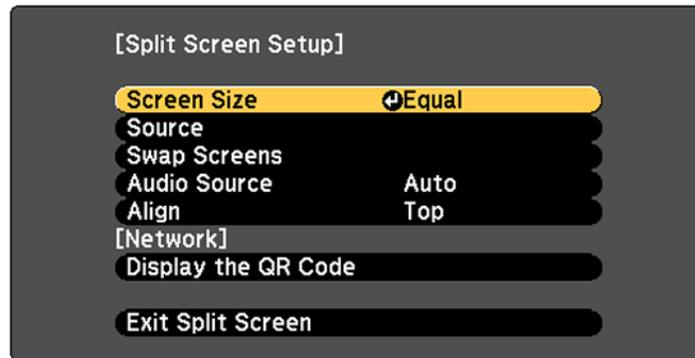 [Split Screen Setup]
Screen Size Equal
Source
Swap Screens
Audio Source Auto
Align Top
[Network]
Display the QR Code
Exit Split Screen